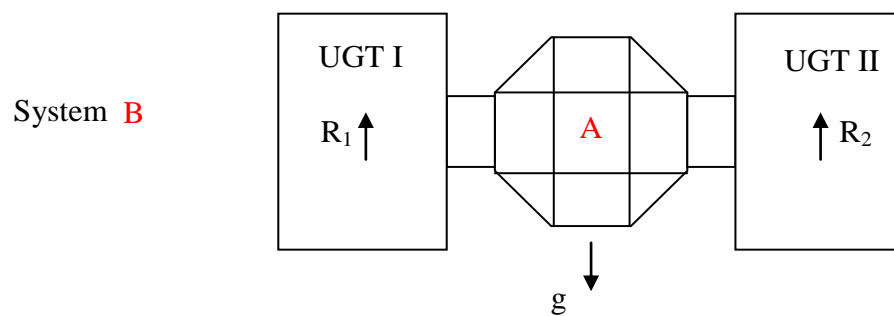 UGT I
UGT II
System B
R₁
A
R₂
g